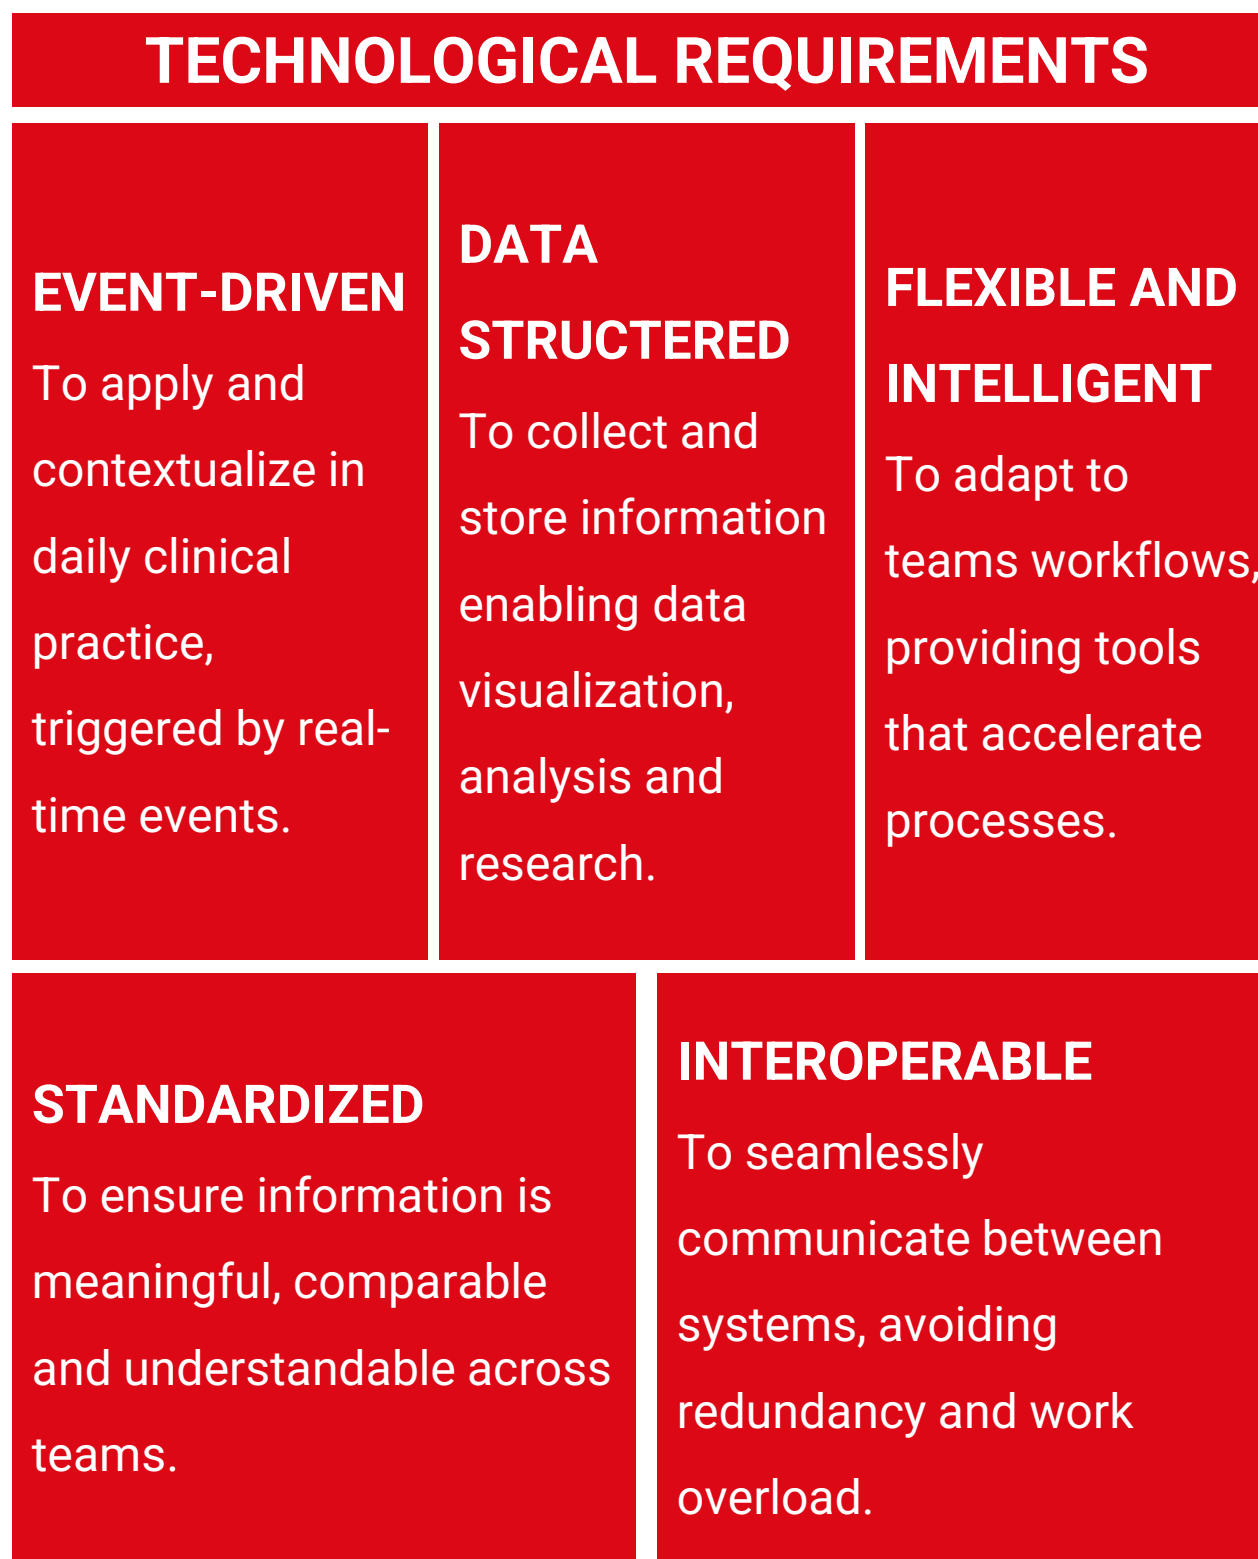 TECHNOLOGICAL REQUIREMENTS
EVENT-DRIVEN
To apply and
contextualize in
daily clinical
practice,
triggered by real-
time events.
DATA
STRUCTERED
To collect and
store information
enabling data
visualization,
analysis and
research.
FLEXIBLE AND
INTELLIGENT
To adapt to
teams workflows,
providing tools
that accelerate
processes.
STANDARDIZED
To ensure information is
meaningful, comparable
and understandable across
teams.
INTEROPERABLE
To seamlessly
communicate between
systems, avoiding
redundancy and work
overload.